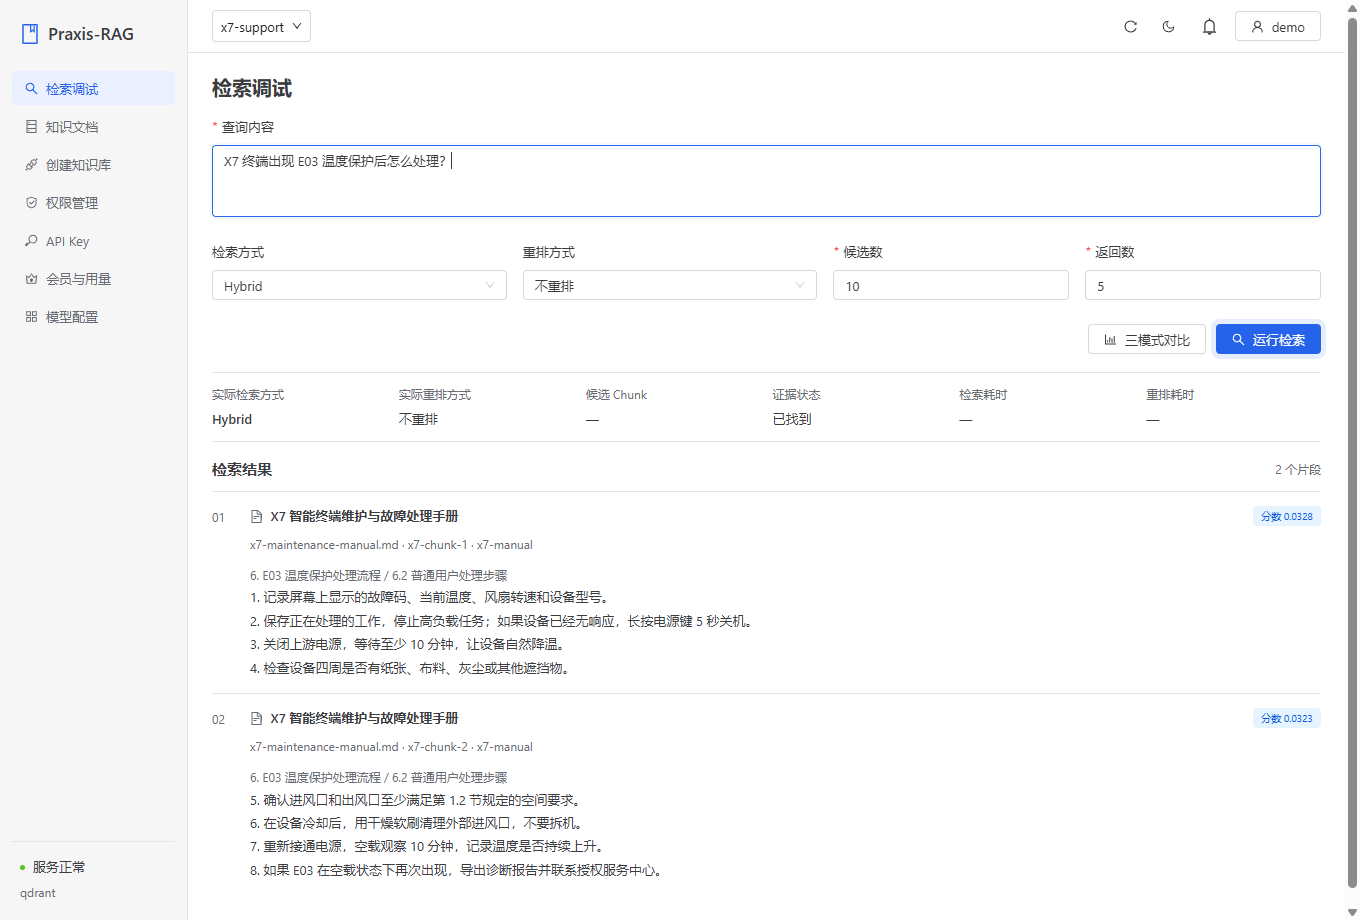 Praxis-RAG
x7-support
demo
检索调试
知识文档
创建知识库
权限管理
API Key
会员与用量
模型配置
服务正常
qdrant
检索调试
* 查询内容
X7 终端出现 E03 温度保护后怎么处理？
检索方式
重排方式
* 候选数
* 返回数
Hybrid
不重排
10
5
三模式对比
运行检索
实际检索方式
实际重排方式
候选 Chunk
证据状态
检索耗时
重排耗时
Hybrid
不重排
—
已找到
—
—
检索结果
2 个片段
01
X7 智能终端维护与故障处理手册
分数 0.0328
x7-maintenance-manual.md · x7-chunk-1 · x7-manual
6. E03 温度保护处理流程 / 6.2 普通用户处理步骤
1. 记录屏幕上显示的故障码、当前温度、风扇转速和设备型号。
2. 保存正在处理的工作，停止高负载任务；如果设备已经无响应，长按电源键 5 秒关机。
3. 关闭上游电源，等待至少 10 分钟，让设备自然降温。
4. 检查设备四周是否有纸张、布料、灰尘或其他遮挡物。
02
X7 智能终端维护与故障处理手册
分数 0.0323
x7-maintenance-manual.md · x7-chunk-2 · x7-manual
6. E03 温度保护处理流程 / 6.2 普通用户处理步骤
5. 确认进风口和出风口至少满足第 1.2 节规定的空间要求。
6. 在设备冷却后，用干燥软刷清理外部进风口，不要拆机。
7. 重新接通电源，空载观察 10 分钟，记录温度是否持续上升。
8. 如果 E03 在空载状态下再次出现，导出诊断报告并联系授权服务中心。